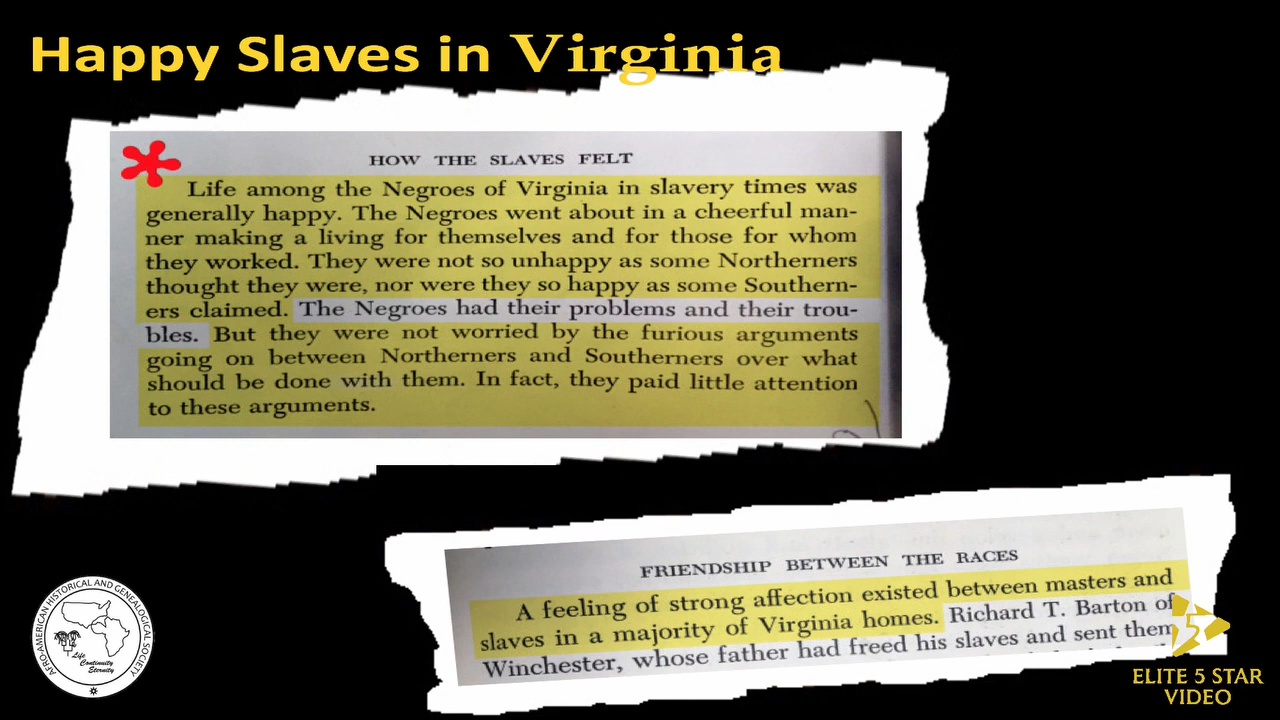 Happy Slaves in Virginia
HOW THE SLAVES FELT
Life among the Negroes of Virginia in slavery times was
generally happy. The Negroes went about in a cheerful man-
ner making a living for themselves and for those for whom
they worked. They were not so unhappy as some Northerners
thought they were, nor were they so happy as some Southern-
ers claimed. The Negroes had their problems and their trou-
bles. But they were not worried by the furious arguments
going on between Northerners and Southerners over what
should be done with them. In fact, they paid little attention
to these arguments.
FRIENDSHIP BETWEEN THE RACES
A feeling of strong affection existed between masters and
slaves in a majority of Virginia homes. Richard T. Barton of
Winchester, whose father had freed his slaves and sent them
AFROAMERICAN HISTORICAL AND GENEALOGICAL SOCIETY
Life
Continuity
Eternity
5
ELITE 5 STAR
VIDEO